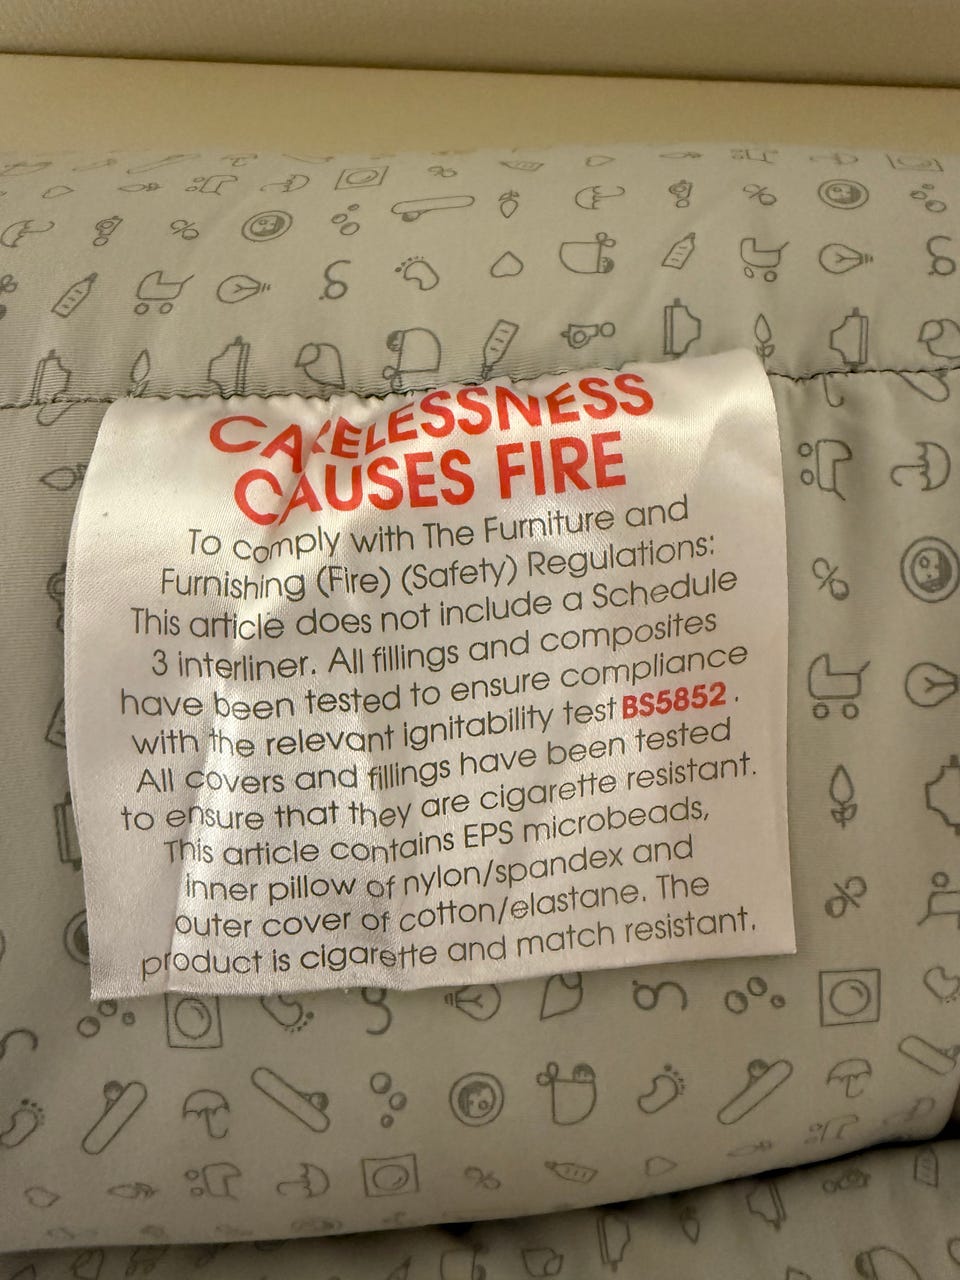 CARELESSNESS
CAUSES FIRE
To comply with The Furniture and
Furnishing (Fire) (Safety) Regulations:
This article does not include a Schedule
3 interliner. All fillings and composites
have been tested to ensure compliance
with the relevant ignitability test BS5852.
All covers and fillings have been tested
to ensure that they are cigarette resistant.
This article contains EPS microbeads,
inner pillow of nylon/spandex and
outer cover of cotton/elastane. The
product is cigarette and match resistant.